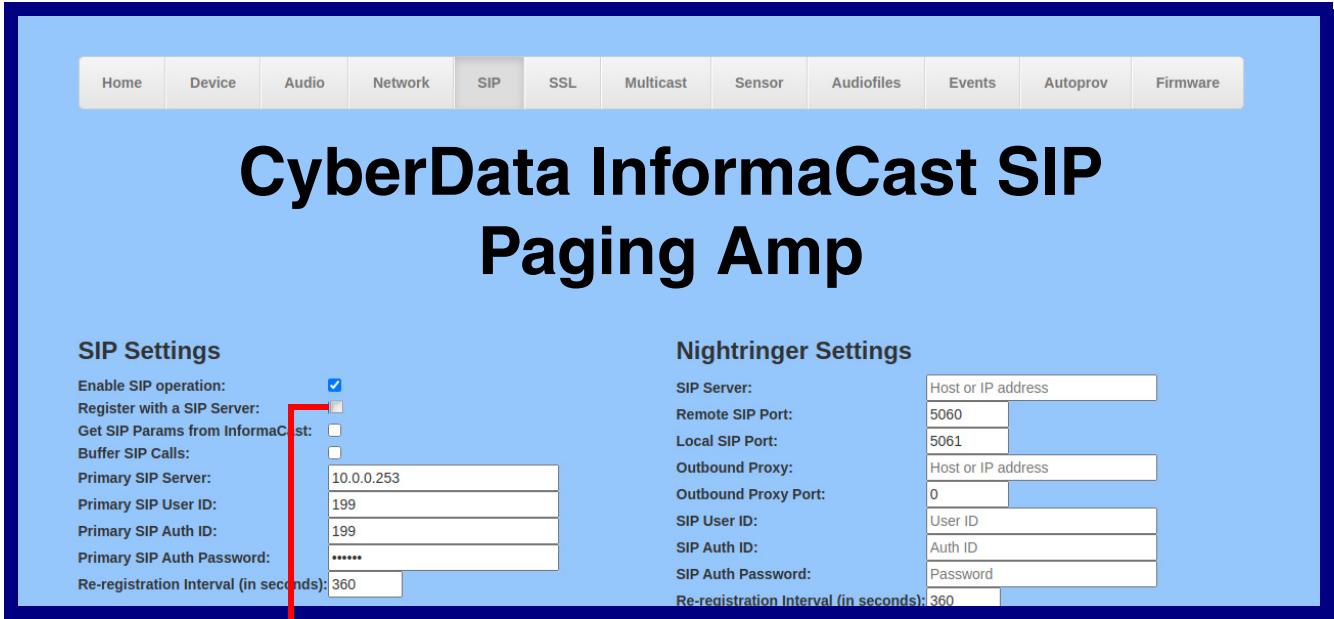 Home Device Audio Network SIP SSL Multicast Sensor Audiofiles Events Autoprov Firmware
CyberData InformaCast SIP
Paging Amp
SIP Settings
Enable SIP operation:
Register with a SIP Server:
Get SIP Params from InformaCast:
Buffer SIP Calls:
Primary SIP Server: 10.0.0.253
Primary SIP User ID: 199
Primary SIP Auth ID: 199
Primary SIP Auth Password: ••••••
Re-registration Interval (in seconds): 360
Nightringer Settings
SIP Server: Host or IP address
Remote SIP Port: 5060
Local SIP Port: 5061
Outbound Proxy: Host or IP address
Outbound Proxy Port: 0
SIP User ID: User ID
SIP Auth ID: Auth ID
SIP Auth Password: Password
Re-registration Interval (in seconds): 360